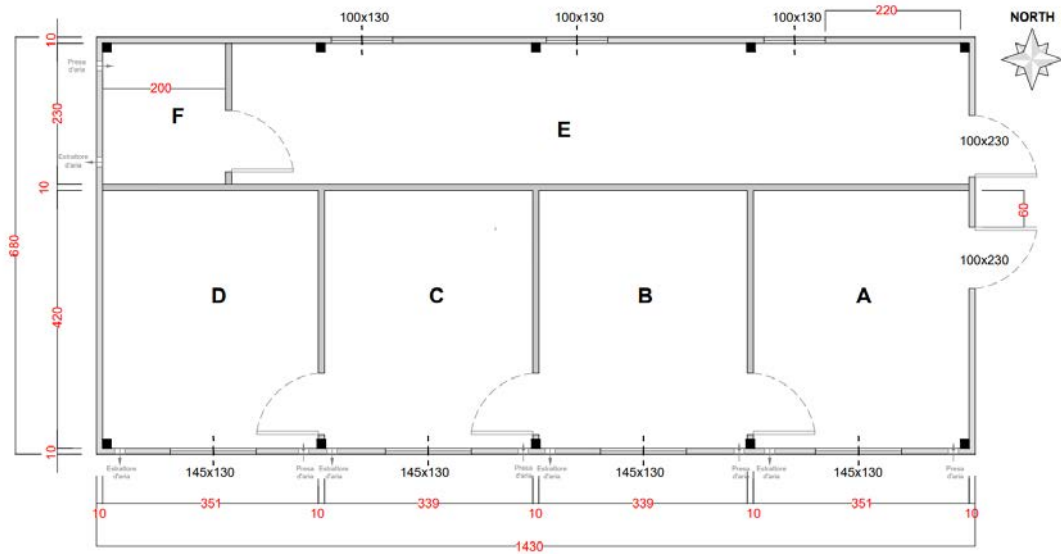 100x130
100x130
100x130
220
NORTH
10
Presa
d'aria
200
230
F
E
100x230
Estrattore
d'aria
10
60
680
100x230
D
C
B
A
420
10
Estrattore
d'aria
145x130
Presa
d'aria
Estrattore
d'aria
145x130
Presa
d'aria
Estrattore
d'aria
145x130
Presa
d'aria
Estrattore
d'aria
145x130
Presa
d'aria
10
351
10
339
10
339
10
351
10
1430